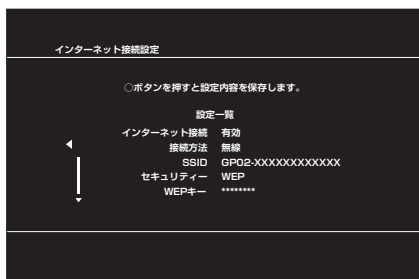 インターネット接続設定
○ボタンを押すと設定内容を保存します。
設定一覧
インターネット接続 有効
接続方法 無線
SSID GP02-XXXXXXXXXXXX
セキュリティー WEP
WEPキー ********